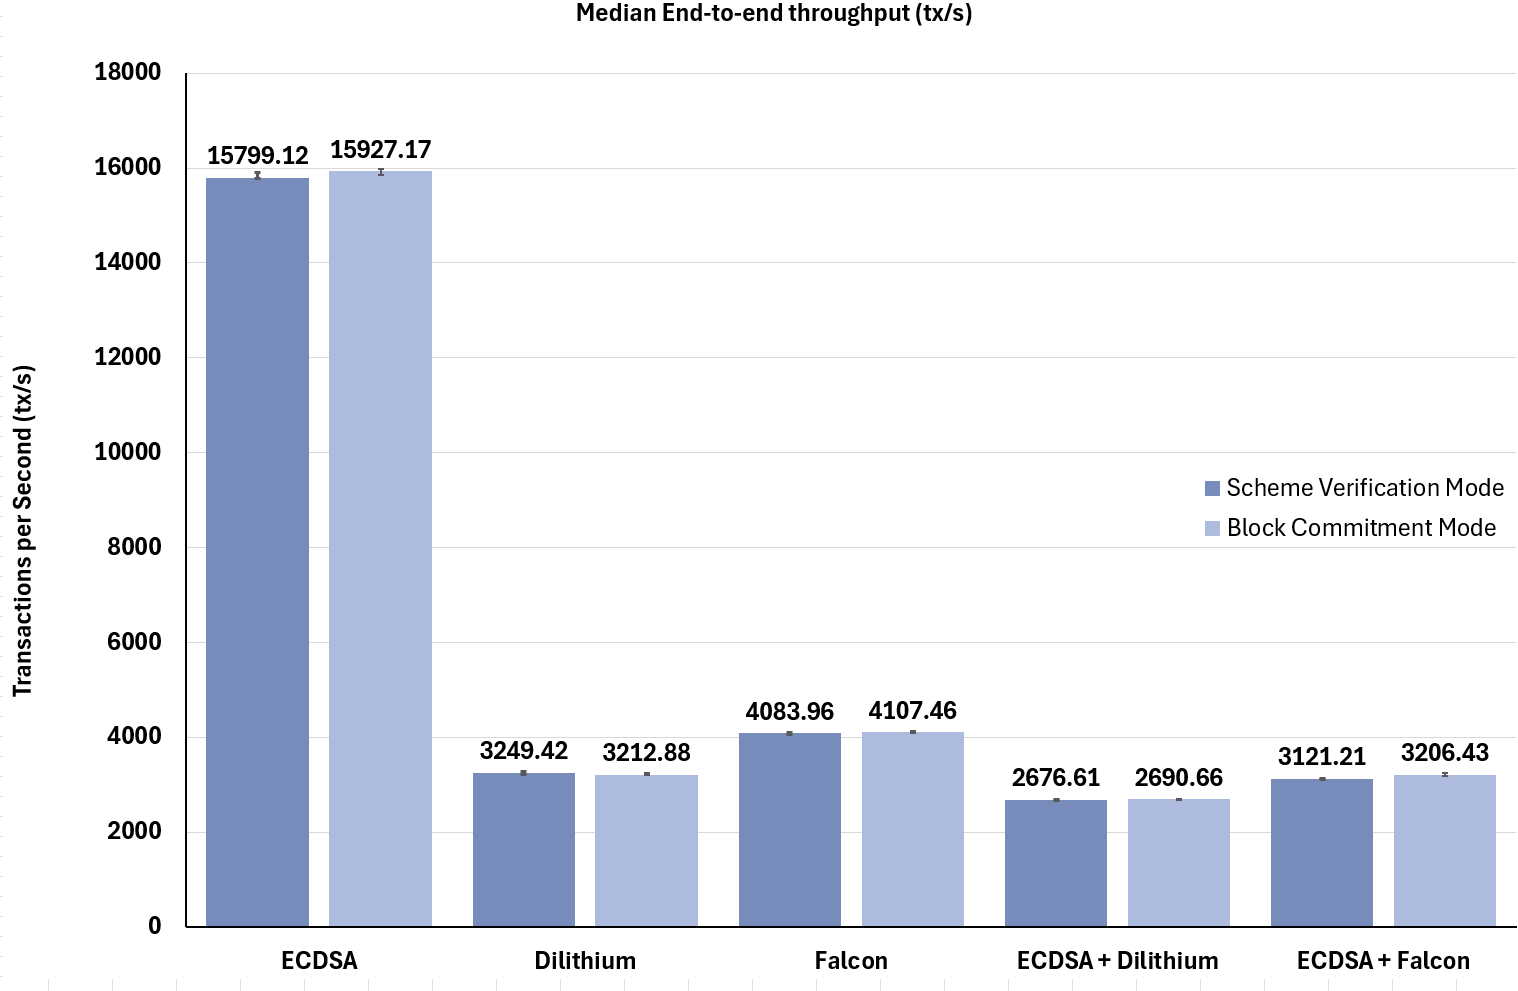 Median End-to-end throughput (tx/s)
Transactions per Second (tx/s)
18000
16000
14000
12000
10000
8000
6000
4000
2000
0
15799.12
15927.17
3249.42
3212.88
4083.96
4107.46
2676.61
2690.66
3121.21
3206.43
Scheme Verification Mode
Block Commitment Mode
ECDSA
Dilithium
Falcon
ECDSA + Dilithium
ECDSA + Falcon